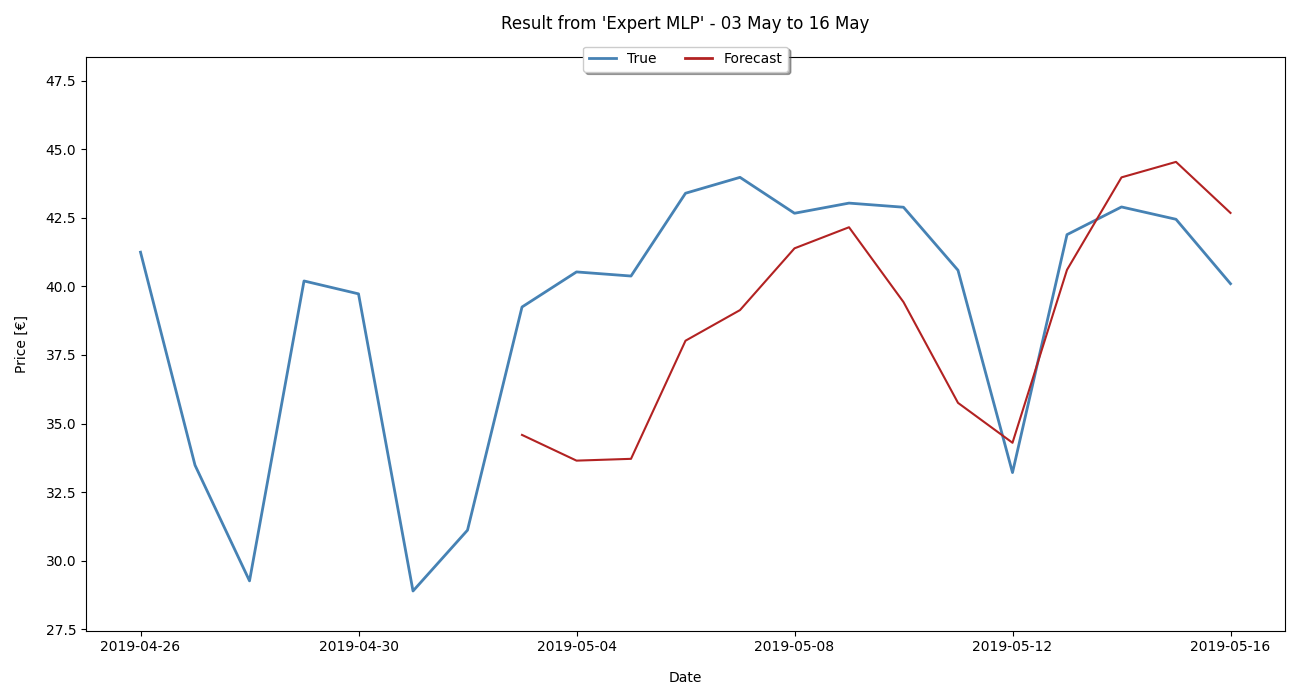 Result from 'Expert MLP' - 03 May to 16 May
True Forecast
47.5
45.0
42.5
40.0
37.5
35.0
32.5
30.0
27.5
Price [€]
2019-04-26 2019-04-30 2019-05-04 2019-05-08 2019-05-12 2019-05-16
Date